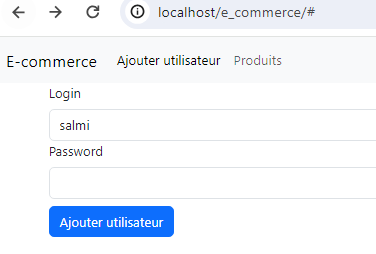 localhost/e_commerce/#
E-commerce Ajouter utilisateur Produits
Login
salmi
Password
Ajouter utilisateur